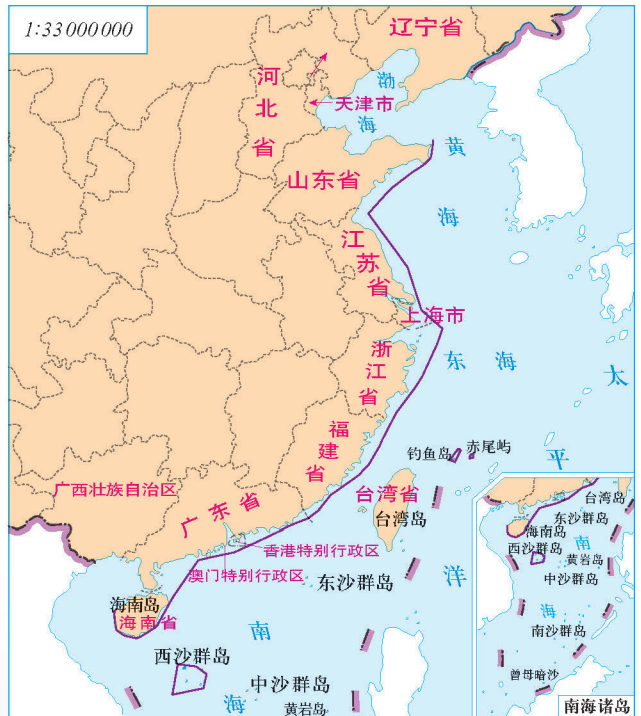 1:33 000 000
辽宁省
河北省
天津市
渤海
黄海
山东省
江苏省
上海市
浙江省
东海
太平洋
福建省
钓鱼岛
赤尾屿
广西壮族自治区
广东省
台湾省
台湾岛
香港特别行政区
澳门特别行政区
东沙群岛
海南岛
海南省
南海
西沙群岛
中沙群岛
黄岩岛
台湾岛
东沙群岛
海南岛
南海
西沙群岛
黄岩岛
中沙群岛
南沙群岛
曾母暗沙
南海诸岛